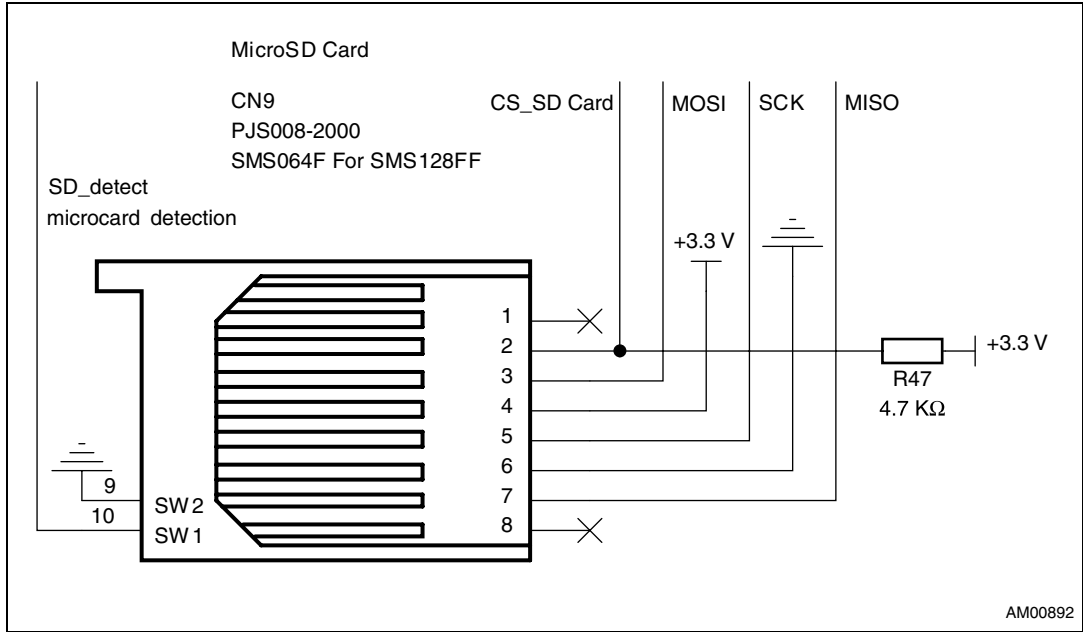 MicroSD Card
CN9
PJS008-2000
SMS064F For SMS128FF
CS_SD Card
MOSI
SCK
MISO
SD_detect
microcard detection
+3.3 V
1
2
3
4
5
6
7
8
+3.3 V
R47
4.7 KΩ
9
10
SW2
SW1
AM00892